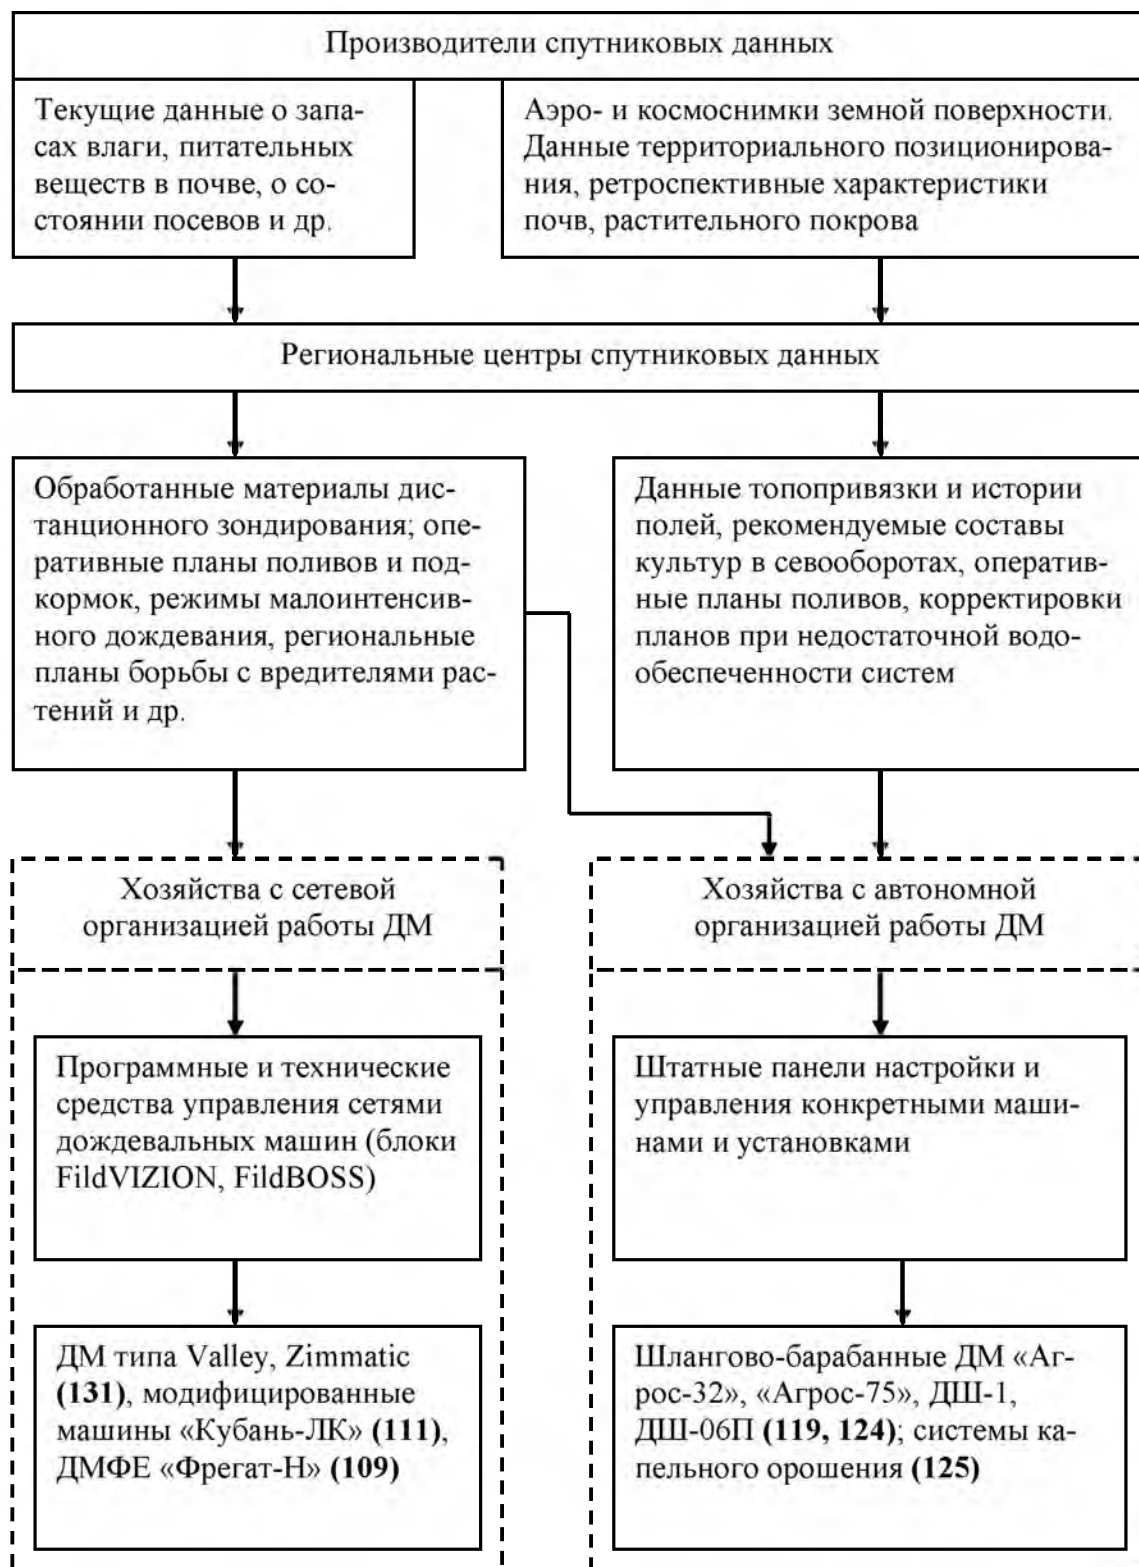 Производители спутниковых данных
Текущие данные о запа-
сах влаги, питательных
веществ в почве, о со-
стоянии посевов и др.
Аэро- и космоснимки земной поверхности.
Данные территориального позиционирова-
ния, ретроспективные характеристики
почв, растительного покрова
Региональные центры спутниковых данных
Обработанные материалы дис-
танционного зондирования; опе-
ративные планы поливов и под-
кормок, режимы малоинтенсив-
ного дождевания, региональные
планы борьбы с вредителями рас-
тений и др.
Данные топопривязки и истории
полей, рекомендуемые составы
культур в севооборотах, оператив-
ные планы поливов, корректировки
планов при недостаточной водо-
обеспеченности систем
Хозяйства с сетевой
организацией работы ДМ
Хозяйства с автономной
организацией работы ДМ
Программные и технические
средства управления сетями
дождевальных машин (блоки
FildVIZION, FildBOSS)
Штатные панели настройки и
управления конкретными маши-
нами и установками
ДМ типа Valley, Zimmatic
(131), модифицированные
машины «Кубань-ЛК» (111),
ДМФЕ «Фрегат-Н» (109)
Шлангово-барабанные ДМ «Аг-
рос-32», «Агрос-75», ДШ-1,
ДШ-06П (119, 124); системы ка-
пельного орошения (125)